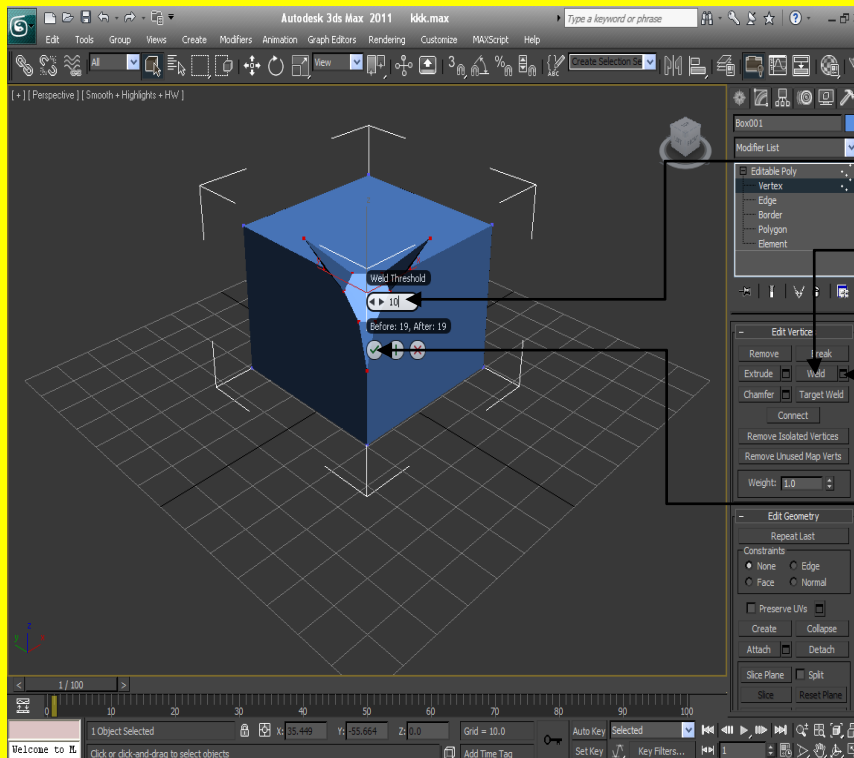 Autodesk 3ds Max 2011 kkk.max
Type a keyword or phrase
Edit Tools Group Views Create Modifiers Animation Graph Editors Rendering Customize MAXScript Help
All View 3 Create Selection Se
[ + ] [ Perspective ] [ Smooth + Highlights + HW ]
Box001
Modifier List
Editable Poly
Vertex
Edge
Border
Polygon
Element
Weld Threshold
10
Before: 19, After: 19
Edit Vertices
Remove Break
Extrude Weld
Chamfer Target Weld
Connect
Remove Isolated Vertices
Remove Unused Map Verts
Weight: 1.0
Edit Geometry
Repeat Last
Constraints
None Edge
Face Normal
Preserve UVs
Create Collapse
Attach Detach
Slice Plane Split
Slice Reset Plane
z
y
< 1 / 100 >
0 10 20 30 40 50 60 70 80 90 100
1 Object Selected X: 35.449 Y: -55.664 Z: 0.0 Grid = 10.0 Auto Key Selected
Welcome to M Click or click-and-drag to select objects Add Time Tag Set Key Key Filters... 1